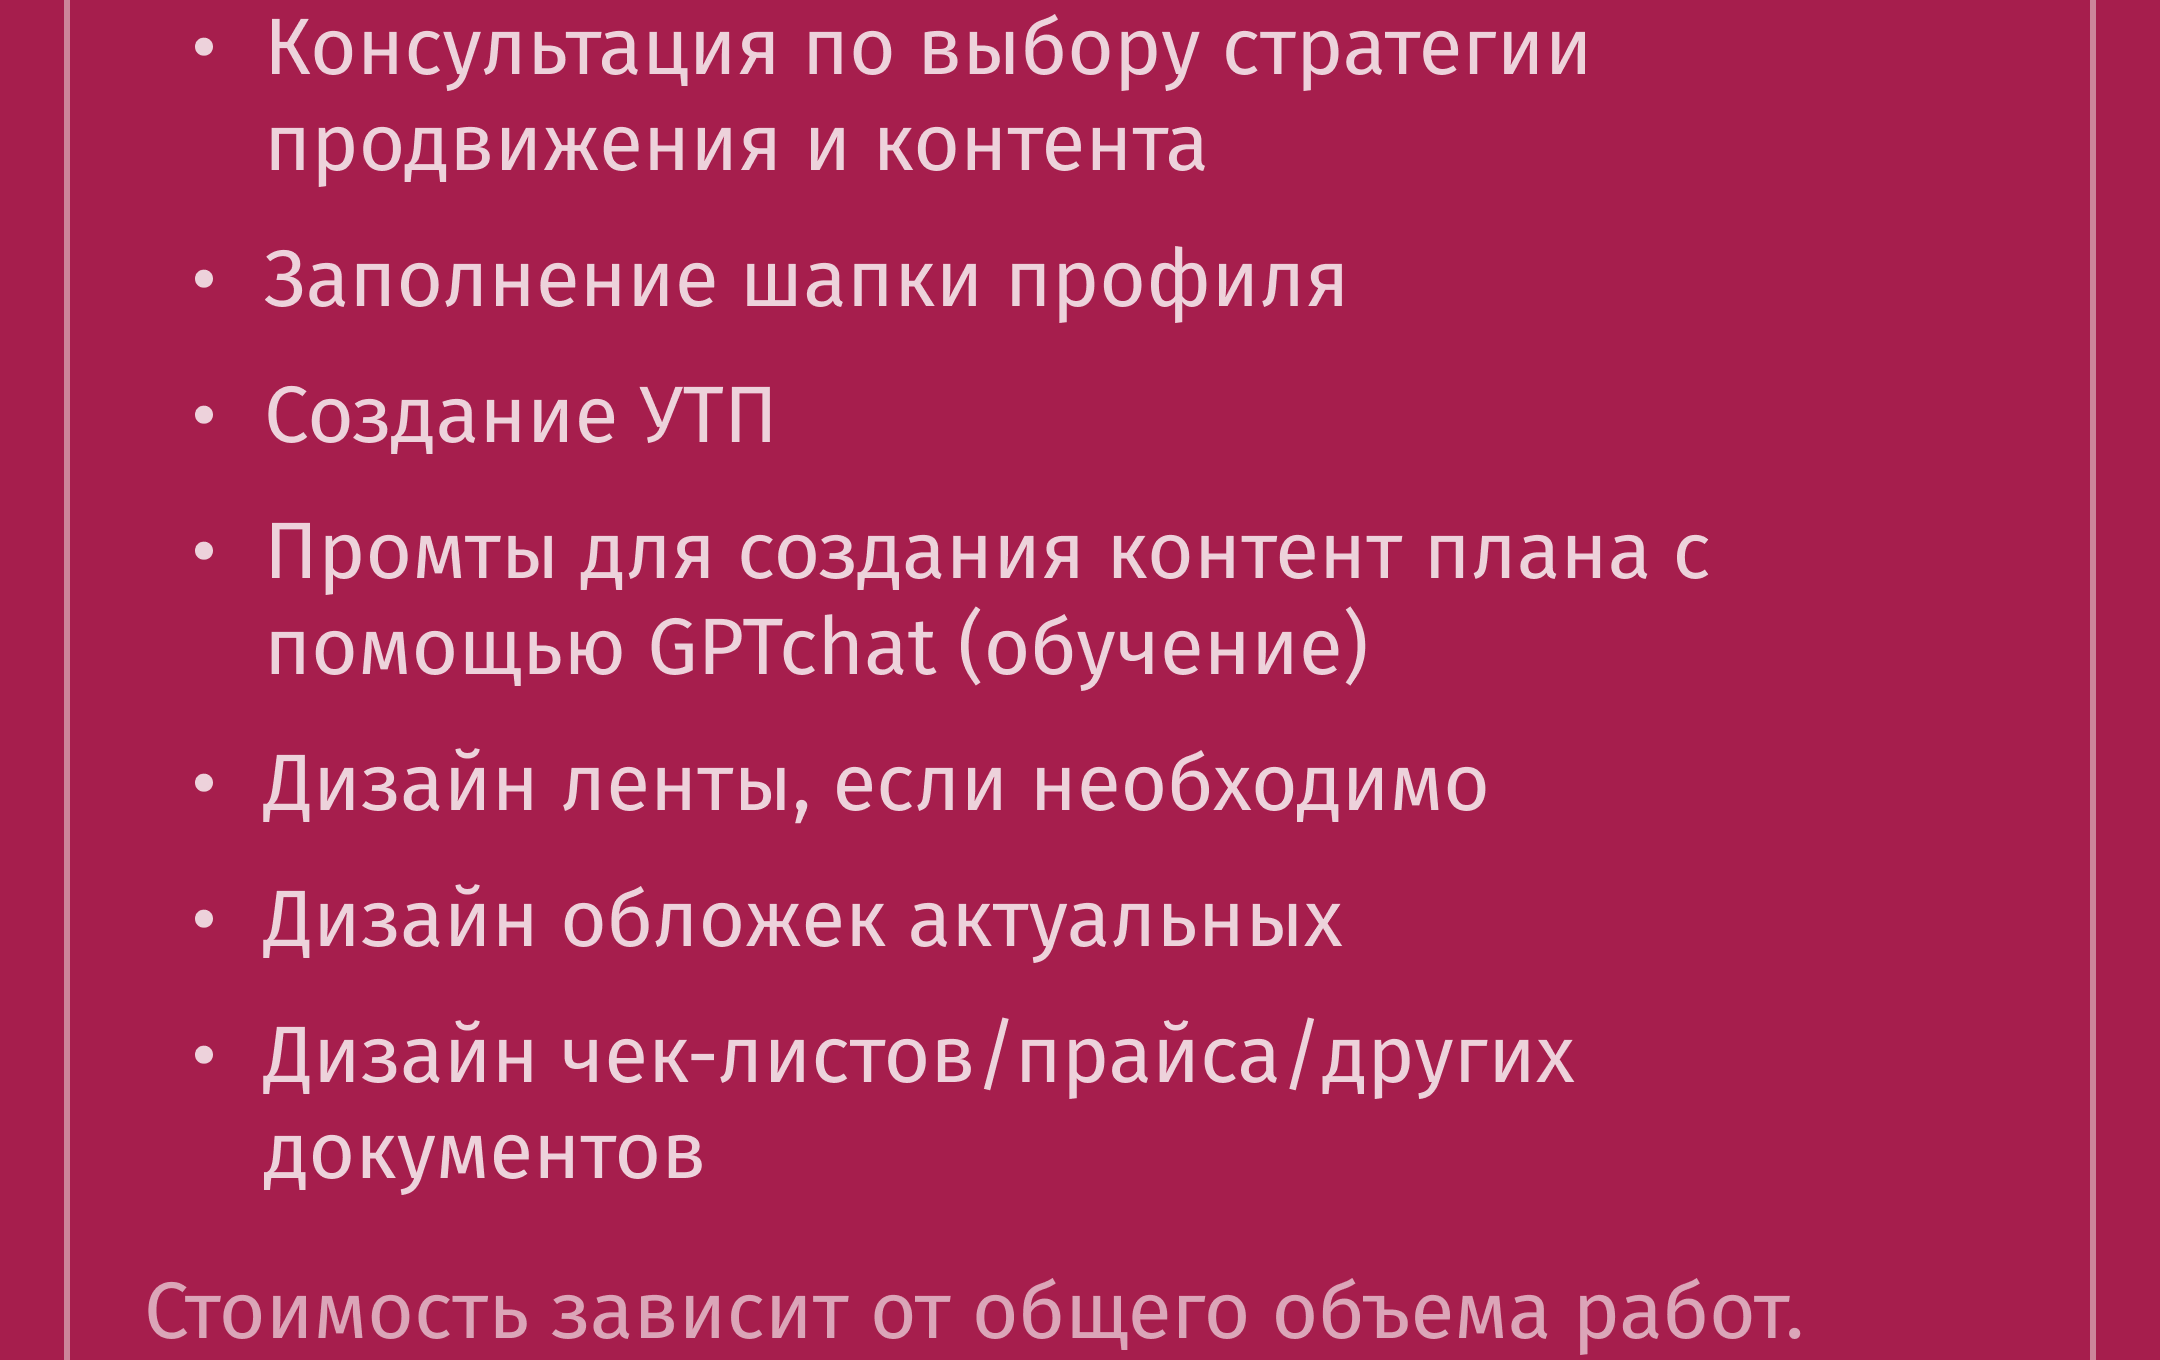 • Консультация по выбору стратегии
продвижения и контента
• Заполнение шапки профиля
• Создание УТП
• Промты для создания контент плана с
помощью GPTchat (обучение)
• Дизайн ленты, если необходимо
• Дизайн обложек актуальных
• Дизайн чек-листов/прайса/других
документов
Стоимость зависит от общего объема работ.